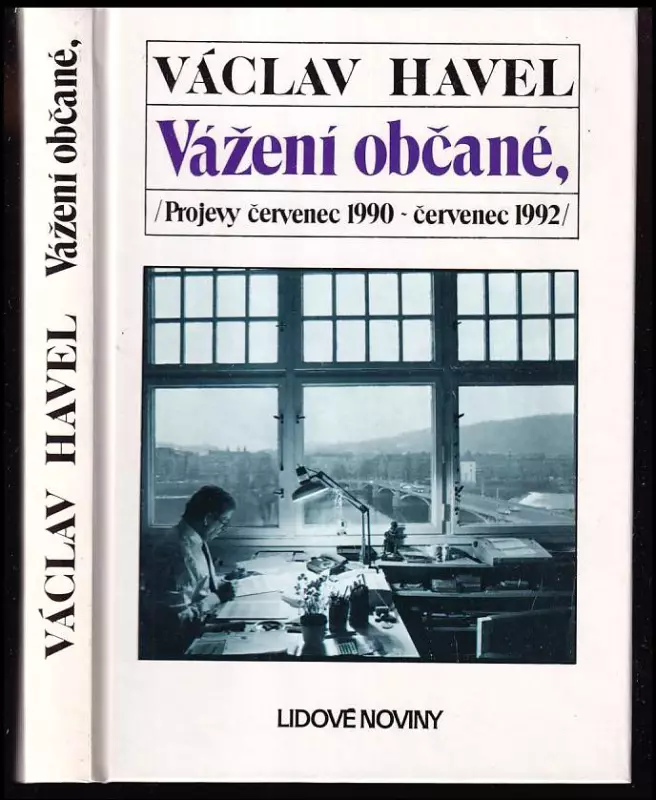 VÁCLAV HAVEL
Vážení občané,
/Projevy červenec 1990 - červenec 1992/
LIDOVÉ NOVINY
VÁCLAV HAVEL Vážení občané,